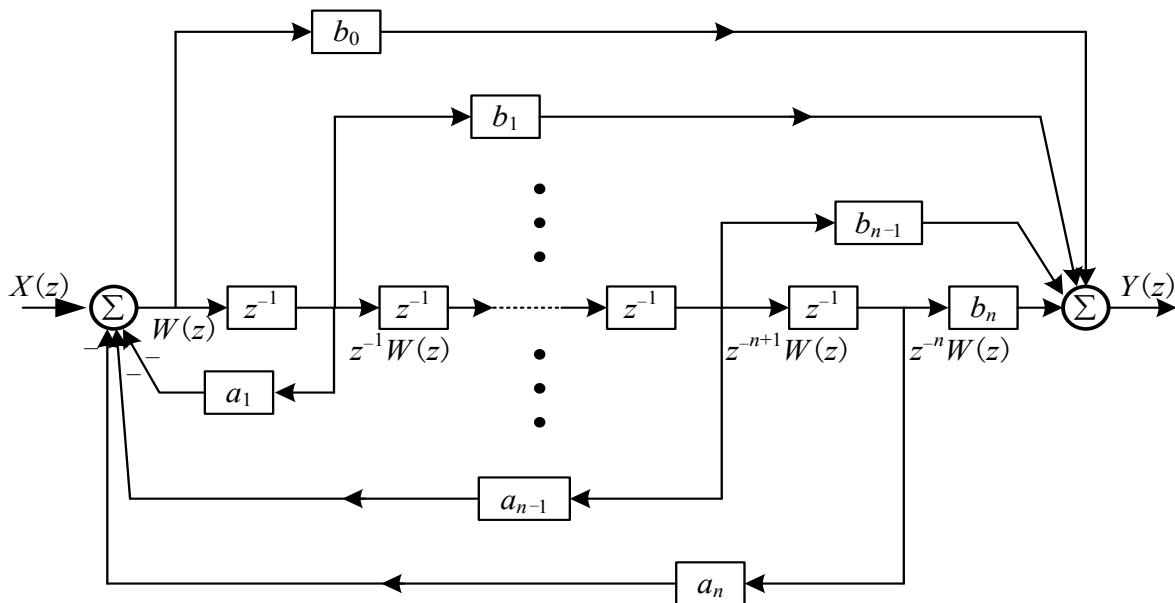 b₀
b₁
bₙ₋₁
X(z) Σ z⁻¹ z⁻¹ z⁻¹ z⁻¹ bₙ Σ Y(z)
W(z) z⁻¹W(z) z⁻ⁿ⁺¹W(z) z⁻ⁿW(z)
− − −
a₁
aₙ₋₁
aₙ